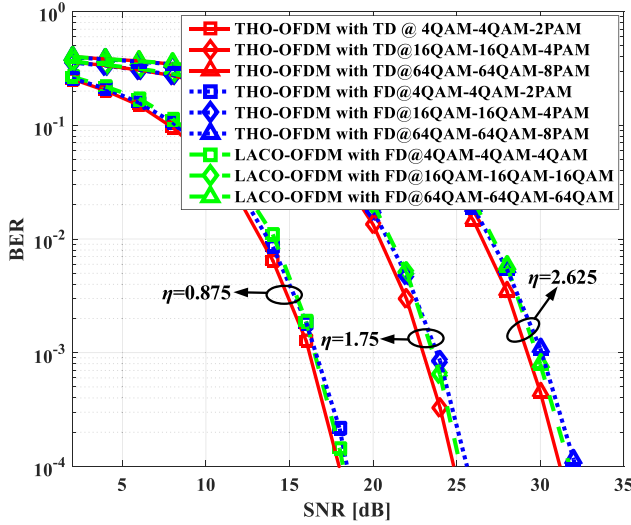 10^0
10^-1
10^-2
10^-3
10^-4
BER
THO-OFDM with TD @ 4QAM-4QAM-2PAM
THO-OFDM with TD@16QAM-16QAM-4PAM
THO-OFDM with TD@64QAM-64QAM-8PAM
THO-OFDM with FD@4QAM-4QAM-2PAM
THO-OFDM with FD@16QAM-16QAM-4PAM
THO-OFDM with FD@64QAM-64QAM-8PAM
LACO-OFDM with FD@4QAM-4QAM-4QAM
LACO-OFDM with FD@16QAM-16QAM-16QAM
LACO-OFDM with FD@64QAM-64QAM-64QAM
η=0.875
η=1.75
η=2.625
5 10 15 20 25 30 35
SNR [dB]